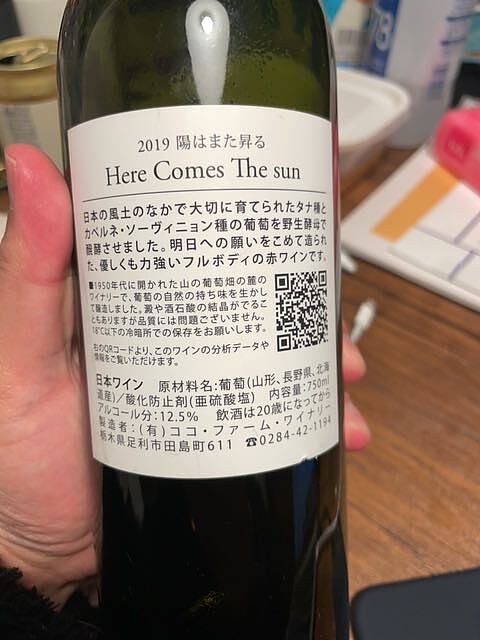 2019 陽はまた昇る
Here Comes The sun
日本の風土のなかで大切に育てられたタナ種と
カベルネ・ソーヴィニョン種の葡萄を野生酵母で
醗酵させました。明日への願いをこめて造られ
た、優しくも力強いフルボディの赤ワインです。
■1950年代に開かれた山の葡萄畑の麓の
ワイナリーで、葡萄の自然の持ち味を生かし
て醸造しました。澱や酒石酸の結晶がでるこ
ともありますが品質には問題ございません。
18℃以下の冷暗所での保存をお願いします。
右のQRコードより、このワインの分析データや
情報をご覧いただけます。
日本ワイン 原材料名:葡萄(山形、長野県、北海
道産)/酸化防止剤(亜硫酸塩) 内容量:750ml
アルコール分:12.5% 飲酒は20歳になってから
製造者:(有)ココ・ファーム・ワイナリー
栃木県足利市田島町611 ☎0284-42-1194
78